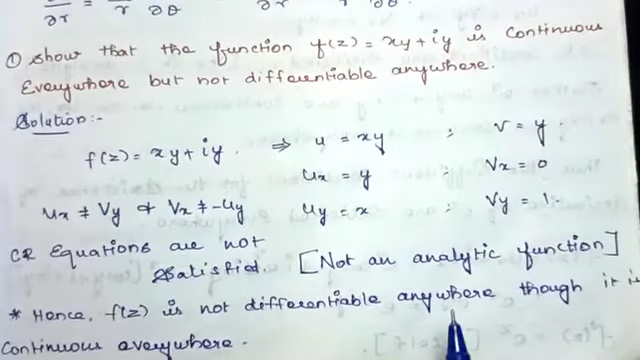 ∂r r ∂θ ∂r r ∂θ
① Show that the function f(z) = xy + iy is Continuous
Everywhere but not differentiable anywhere.
Solution:-
f(z) = xy + iy. ⇒ u = xy ; v = y.
ux = y ; Vx = 0
ux ≠ Vy & Vx ≠ -uy uy = x ; Vy = 1.
CR Equations are not
Satisfied. [Not an analytic function]
* Hence, f(z) is not differentiable anywhere though it is
Continuous everywhere.